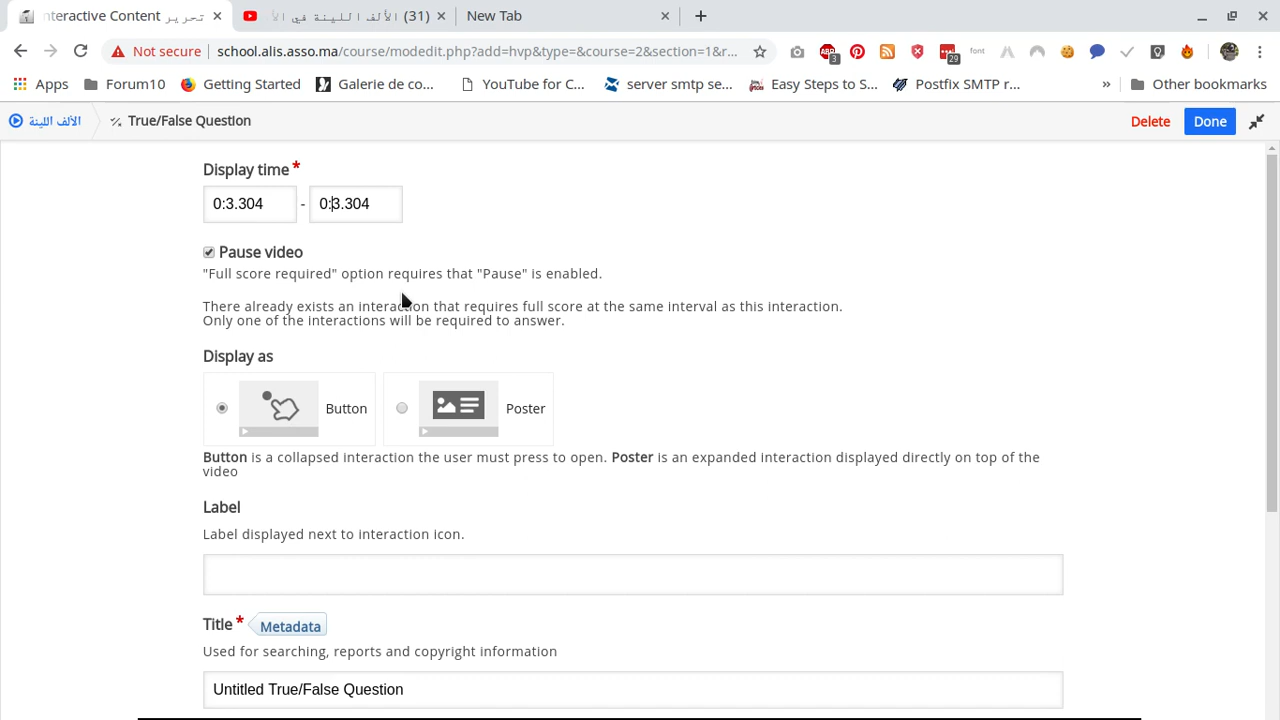 تحرير Interactive Content
(31) الألف اللينة في الأ
New Tab
Not secure
school.alis.asso.ma/course/modedit.php?add=hvp&type=&course=2&section=1&r...
3
29
font
Apps
Forum10
Getting Started
Galerie de co...
YouTube for C...
server smtp se...
Easy Steps to S...
Postfix SMTP r...
»
Other bookmarks
الألف اللينة
True/False Question
Delete
Done
Display time *
0:3.304 - 0:3.304
Pause video
"Full score required" option requires that "Pause" is enabled.
There already exists an interaction that requires full score at the same interval as this interaction.
Only one of the interactions will be required to answer.
Display as
Button
Poster
Button is a collapsed interaction the user must press to open. Poster is an expanded interaction displayed directly on top of the
video
Label
Label displayed next to interaction icon.
Title * Metadata
Used for searching, reports and copyright information
Untitled True/False Question